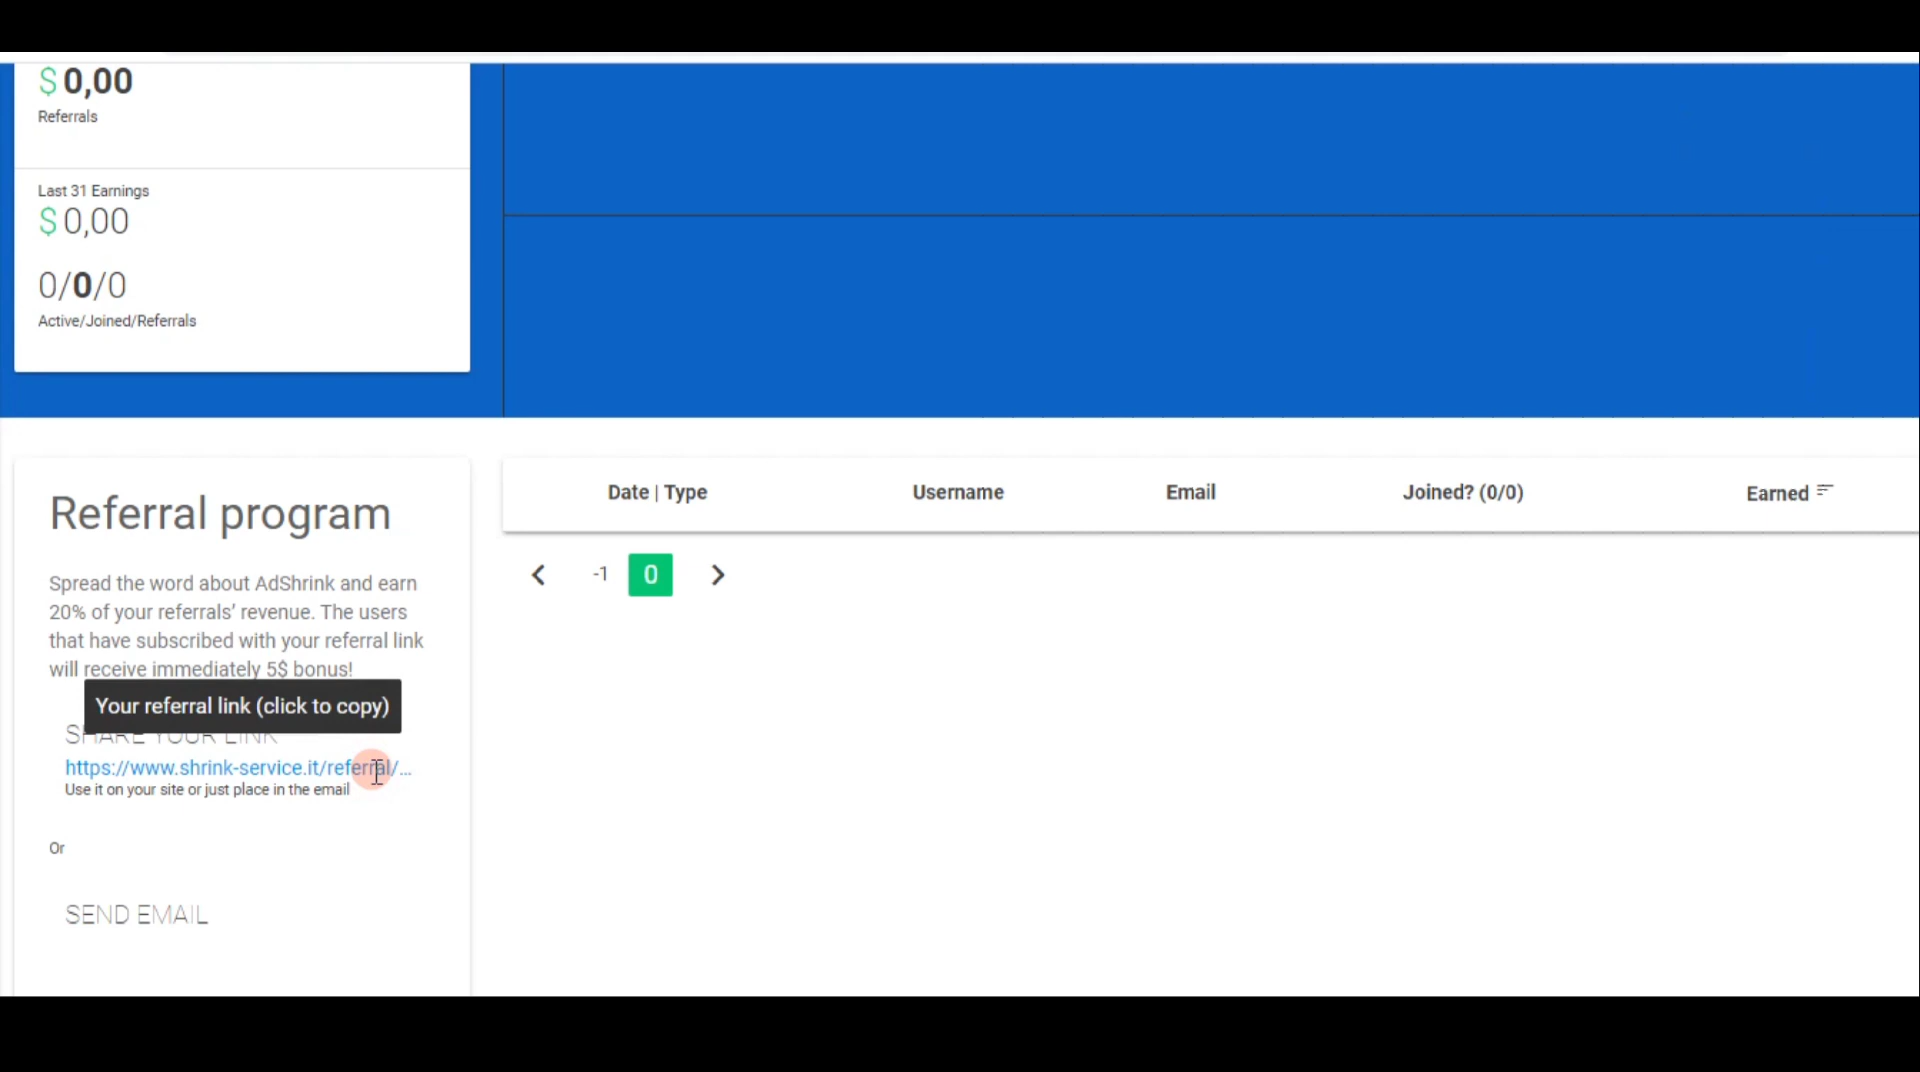 $ 0,00
Referrals
Last 31 Earnings
$ 0,00
0/0/0
Active/Joined/Referrals
Referral program
Spread the word about AdShrink and earn
20% of your referrals' revenue. The users
that have subscribed with your referral link
will receive immediately 5$ bonus!
Your referral link (click to copy)
SHARE YOUR LINK
https://www.shrink-service.it/referral/...
Use it on your site or just place in the email
Or
SEND EMAIL
Date | Type Username Email Joined? (0/0) Earned
-1 0